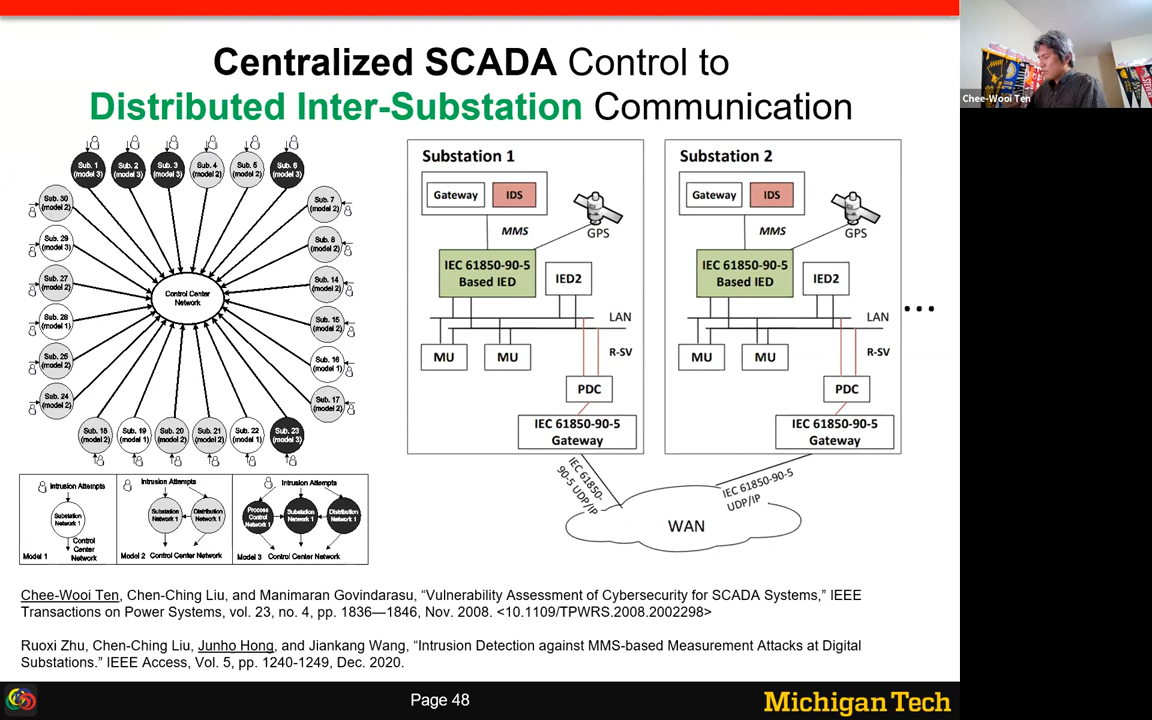 Centralized SCADA Control to
Distributed Inter-Substation Communication
Chee-Wooi Ten
Sub. 1
(model 3)
Sub. 2
(model 3)
Sub. 3
(model 3)
Sub. 4
(model 2)
Sub. 5
(model 2)
Sub. 6
(model 3)
Sub. 30
(model 2)
Sub. 7
(model 2)
Sub. 29
(model 3)
Sub. 8
(model 2)
Sub. 27
(model 2)
Sub. 14
(model 2)
Control Center
Network
Sub. 28
(model 1)
Sub. 15
(model 2)
Sub. 25
(model 2)
Sub. 16
(model 1)
Sub. 24
(model 2)
Sub. 17
(model 2)
Sub. 18
(model 2)
Sub. 19
(model 1)
Sub. 20
(model 2)
Sub. 21
(model 2)
Sub. 22
(model 1)
Sub. 23
(model 3)
Intrusion Attempts
Substation
Network 1
Control
Center
Network
Model 1
Intrusion Attempts
Substation
Network 1
Distribution
Network 1
Model 2 Control Center Network
Intrusion Attempts
Process
Control
Network 1
Substation
Network 1
Distribution
Network 1
Model 3 Control Center Network
Substation 1
Gateway
IDS
MMS
GPS
IEC 61850-90-5
Based IED
IED2
LAN
MU
MU
R-SV
PDC
IEC 61850-90-5
Gateway
Substation 2
Gateway
IDS
MMS
GPS
IEC 61850-90-5
Based IED
IED2
LAN
MU
MU
R-SV
PDC
IEC 61850-90-5
Gateway
...
IEC 61850-
90-5 UDP/IP
IEC 61850-90-5
UDP/IP
WAN
Chee-Wooi Ten, Chen-Ching Liu, and Manimaran Govindarasu, “Vulnerability Assessment of Cybersecurity for SCADA Systems,” IEEE
Transactions on Power Systems, vol. 23, no. 4, pp. 1836—1846, Nov. 2008. <10.1109/TPWRS.2008.2002298>
Ruoxi Zhu, Chen-Ching Liu, Junho Hong, and Jiankang Wang, “Intrusion Detection against MMS-based Measurement Attacks at Digital
Substations.” IEEE Access, Vol. 5, pp. 1240-1249, Dec. 2020.
Page 48
Michigan Tech